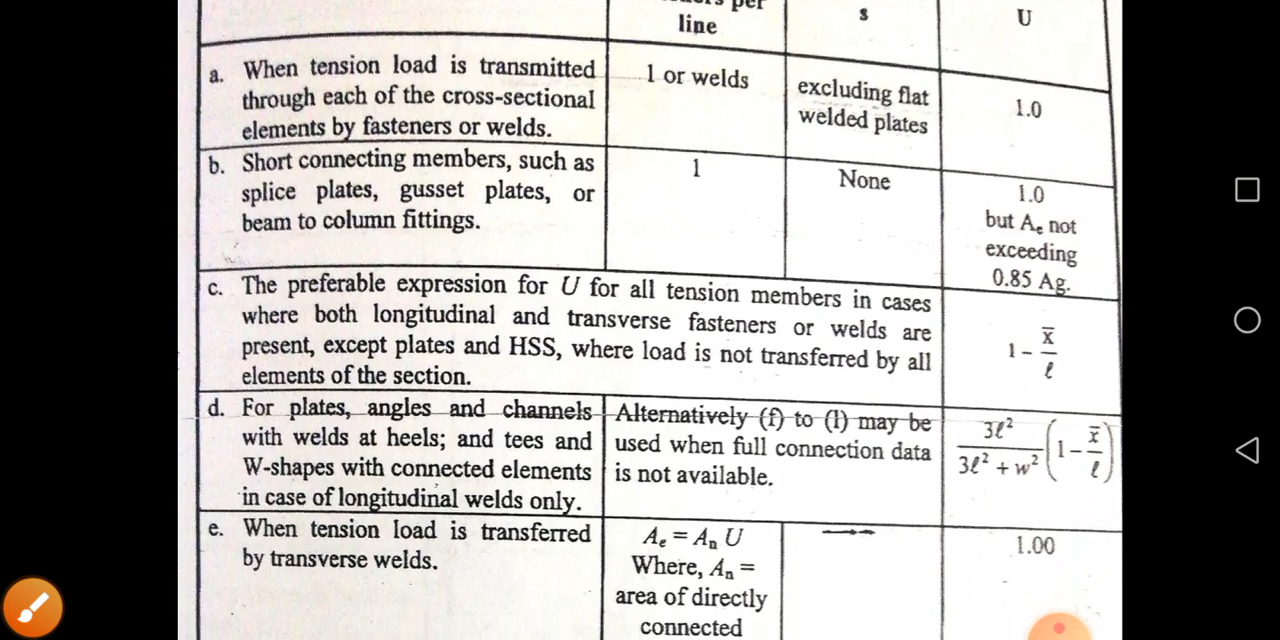 per
line
s
U
a. When tension load is transmitted
through each of the cross-sectional
elements by fasteners or welds.
1 or welds
excluding flat
welded plates
1.0
b. Short connecting members, such as
splice plates, gusset plates, or
beam to column fittings.
1
None
1.0
but Aₑ not
exceeding
0.85 Ag.
c. The preferable expression for U for all tension members in cases
where both longitudinal and transverse fasteners or welds are
present, except plates and HSS, where load is not transferred by all
elements of the section.
1 - x̅/ℓ
d. For plates, angles and channels
with welds at heels; and tees and
W-shapes with connected elements
in case of longitudinal welds only.
Alternatively (f) to (l) may be
used when full connection data
is not available.
3ℓ²/(3ℓ² + w²) (1 - x̅/ℓ)
e. When tension load is transferred
by transverse welds.
Aₑ = Aₙ U
Where, Aₙ =
area of directly
connected
1.00